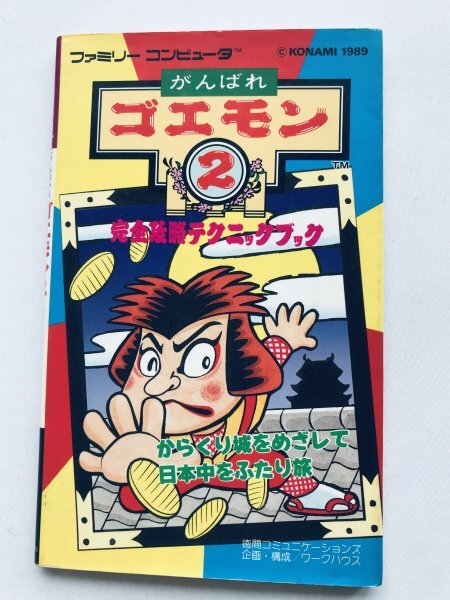 ファミリー コンピュータ™
© KONAMI 1989
がんばれ
ゴエモン
2
TM
完全攻略テクニックブック
からくり城をめざして
日本中をふたり旅
徳間コミュニケーションズ
企画・構成/ワークハウス